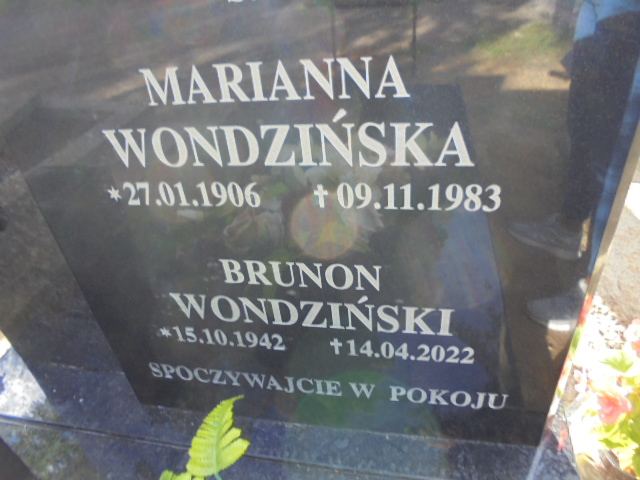 MARIANNA
WONDZIŃSKA
*27.01.1906 ✝09.11.1983
BRUNON
WONDZIŃSKI
*15.10.1942 ✝14.04.2022
SPOCZYWAJCIE W POKOJU